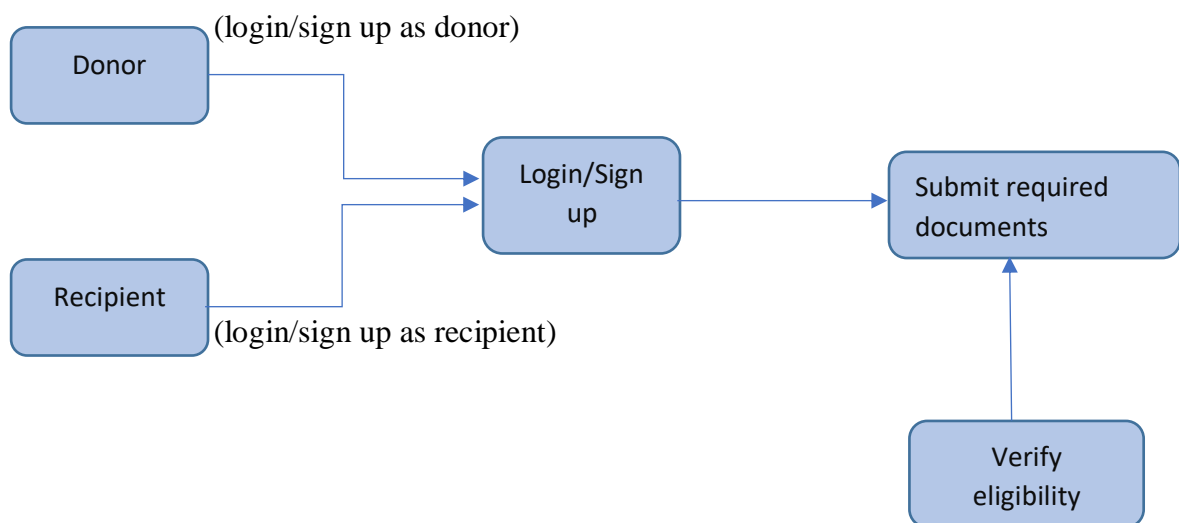 (login/sign up as donor)
Donor
Login/Sign
up
Submit required
documents
Recipient
(login/sign up as recipient)
Verify
eligibility